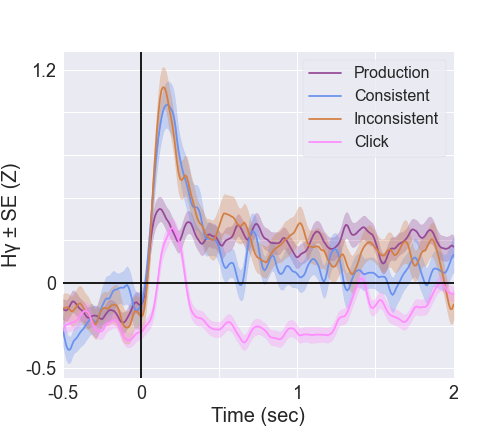 Production
Consistent
Inconsistent
Click
1.2
0
-0.5
Hγ ± SE (Z)
-0.5
0
1
2
Time (sec)